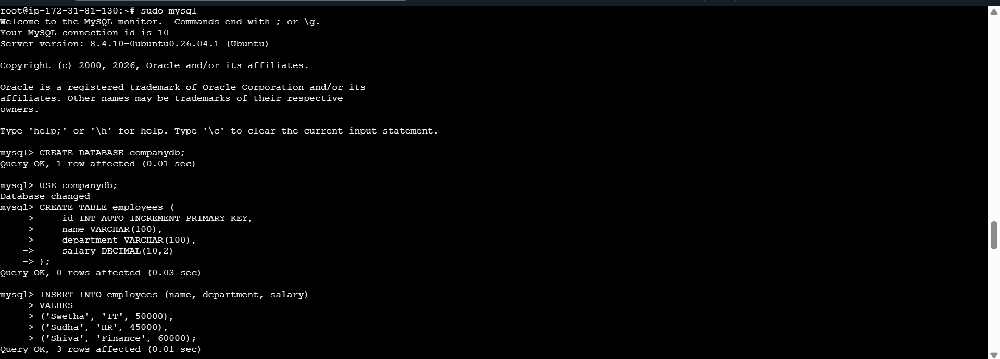 root@ip-172-31-81-130:~# sudo mysql
Welcome to the MySQL monitor.  Commands end with ; or \g.
Your MySQL connection id is 10
Server version: 8.4.10-0ubuntu0.26.04.1 (Ubuntu)

Copyright (c) 2000, 2026, Oracle and/or its affiliates.

Oracle is a registered trademark of Oracle Corporation and/or its
affiliates. Other names may be trademarks of their respective
owners.

Type 'help;' or '\h' for help. Type '\c' to clear the current input statement.

mysql> CREATE DATABASE companydb;
Query OK, 1 row affected (0.01 sec)

mysql> USE companydb;
Database changed
mysql> CREATE TABLE employees (
    ->     id INT AUTO_INCREMENT PRIMARY KEY,
    ->     name VARCHAR(100),
    ->     department VARCHAR(100),
    ->     salary DECIMAL(10,2)
    -> );
Query OK, 0 rows affected (0.03 sec)

mysql> INSERT INTO employees (name, department, salary)
    -> VALUES
    -> ('Swetha', 'IT', 50000),
    -> ('Sudha', 'HR', 45000),
    -> ('Shiva', 'Finance', 60000);
Query OK, 3 rows affected (0.01 sec)